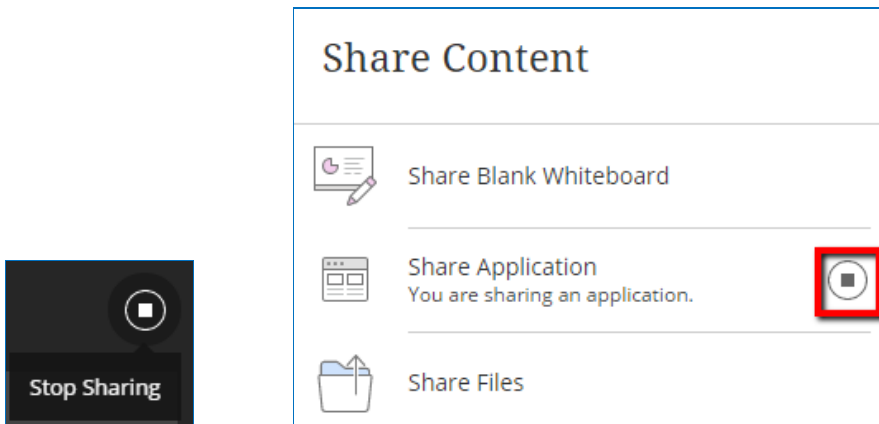 Share Content
Share Blank Whiteboard
Share Application
You are sharing an application.
Share Files
Stop Sharing